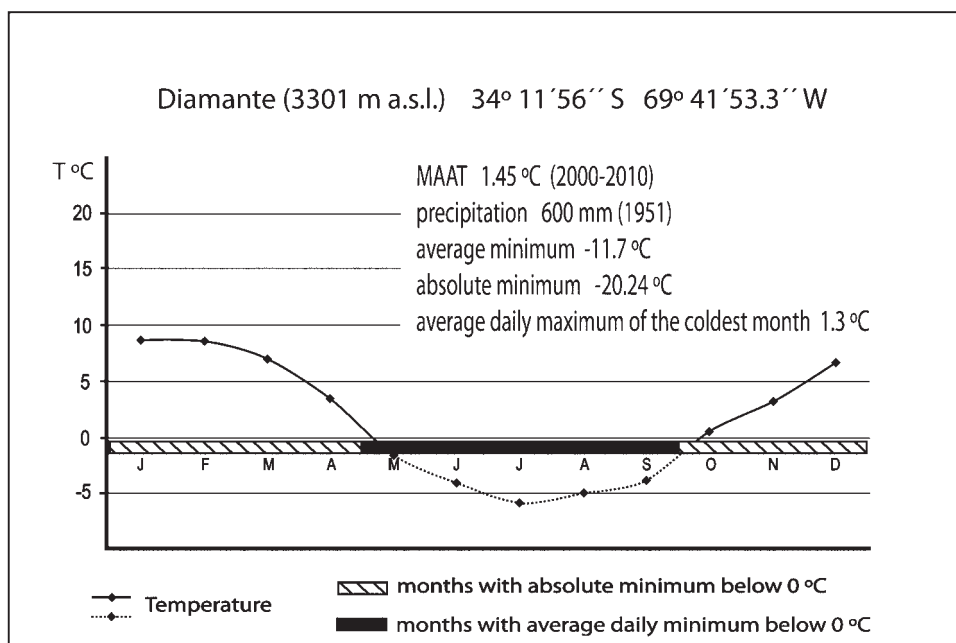 Diamante (3301 m a.s.l.) 34º 11´56´´ S 69º 41´53.3´´ W
T ºC
MAAT 1.45 ºC (2000-2010)
precipitation 600 mm (1951)
average minimum -11.7 ºC
absolute minimum -20.24 ºC
average daily maximum of the coldest month 1.3 ºC
20
15
10
5
0
J F M A M J J A S O N D
-5
Temperature
months with absolute minimum below 0 ºC
months with average daily minimum below 0 ºC